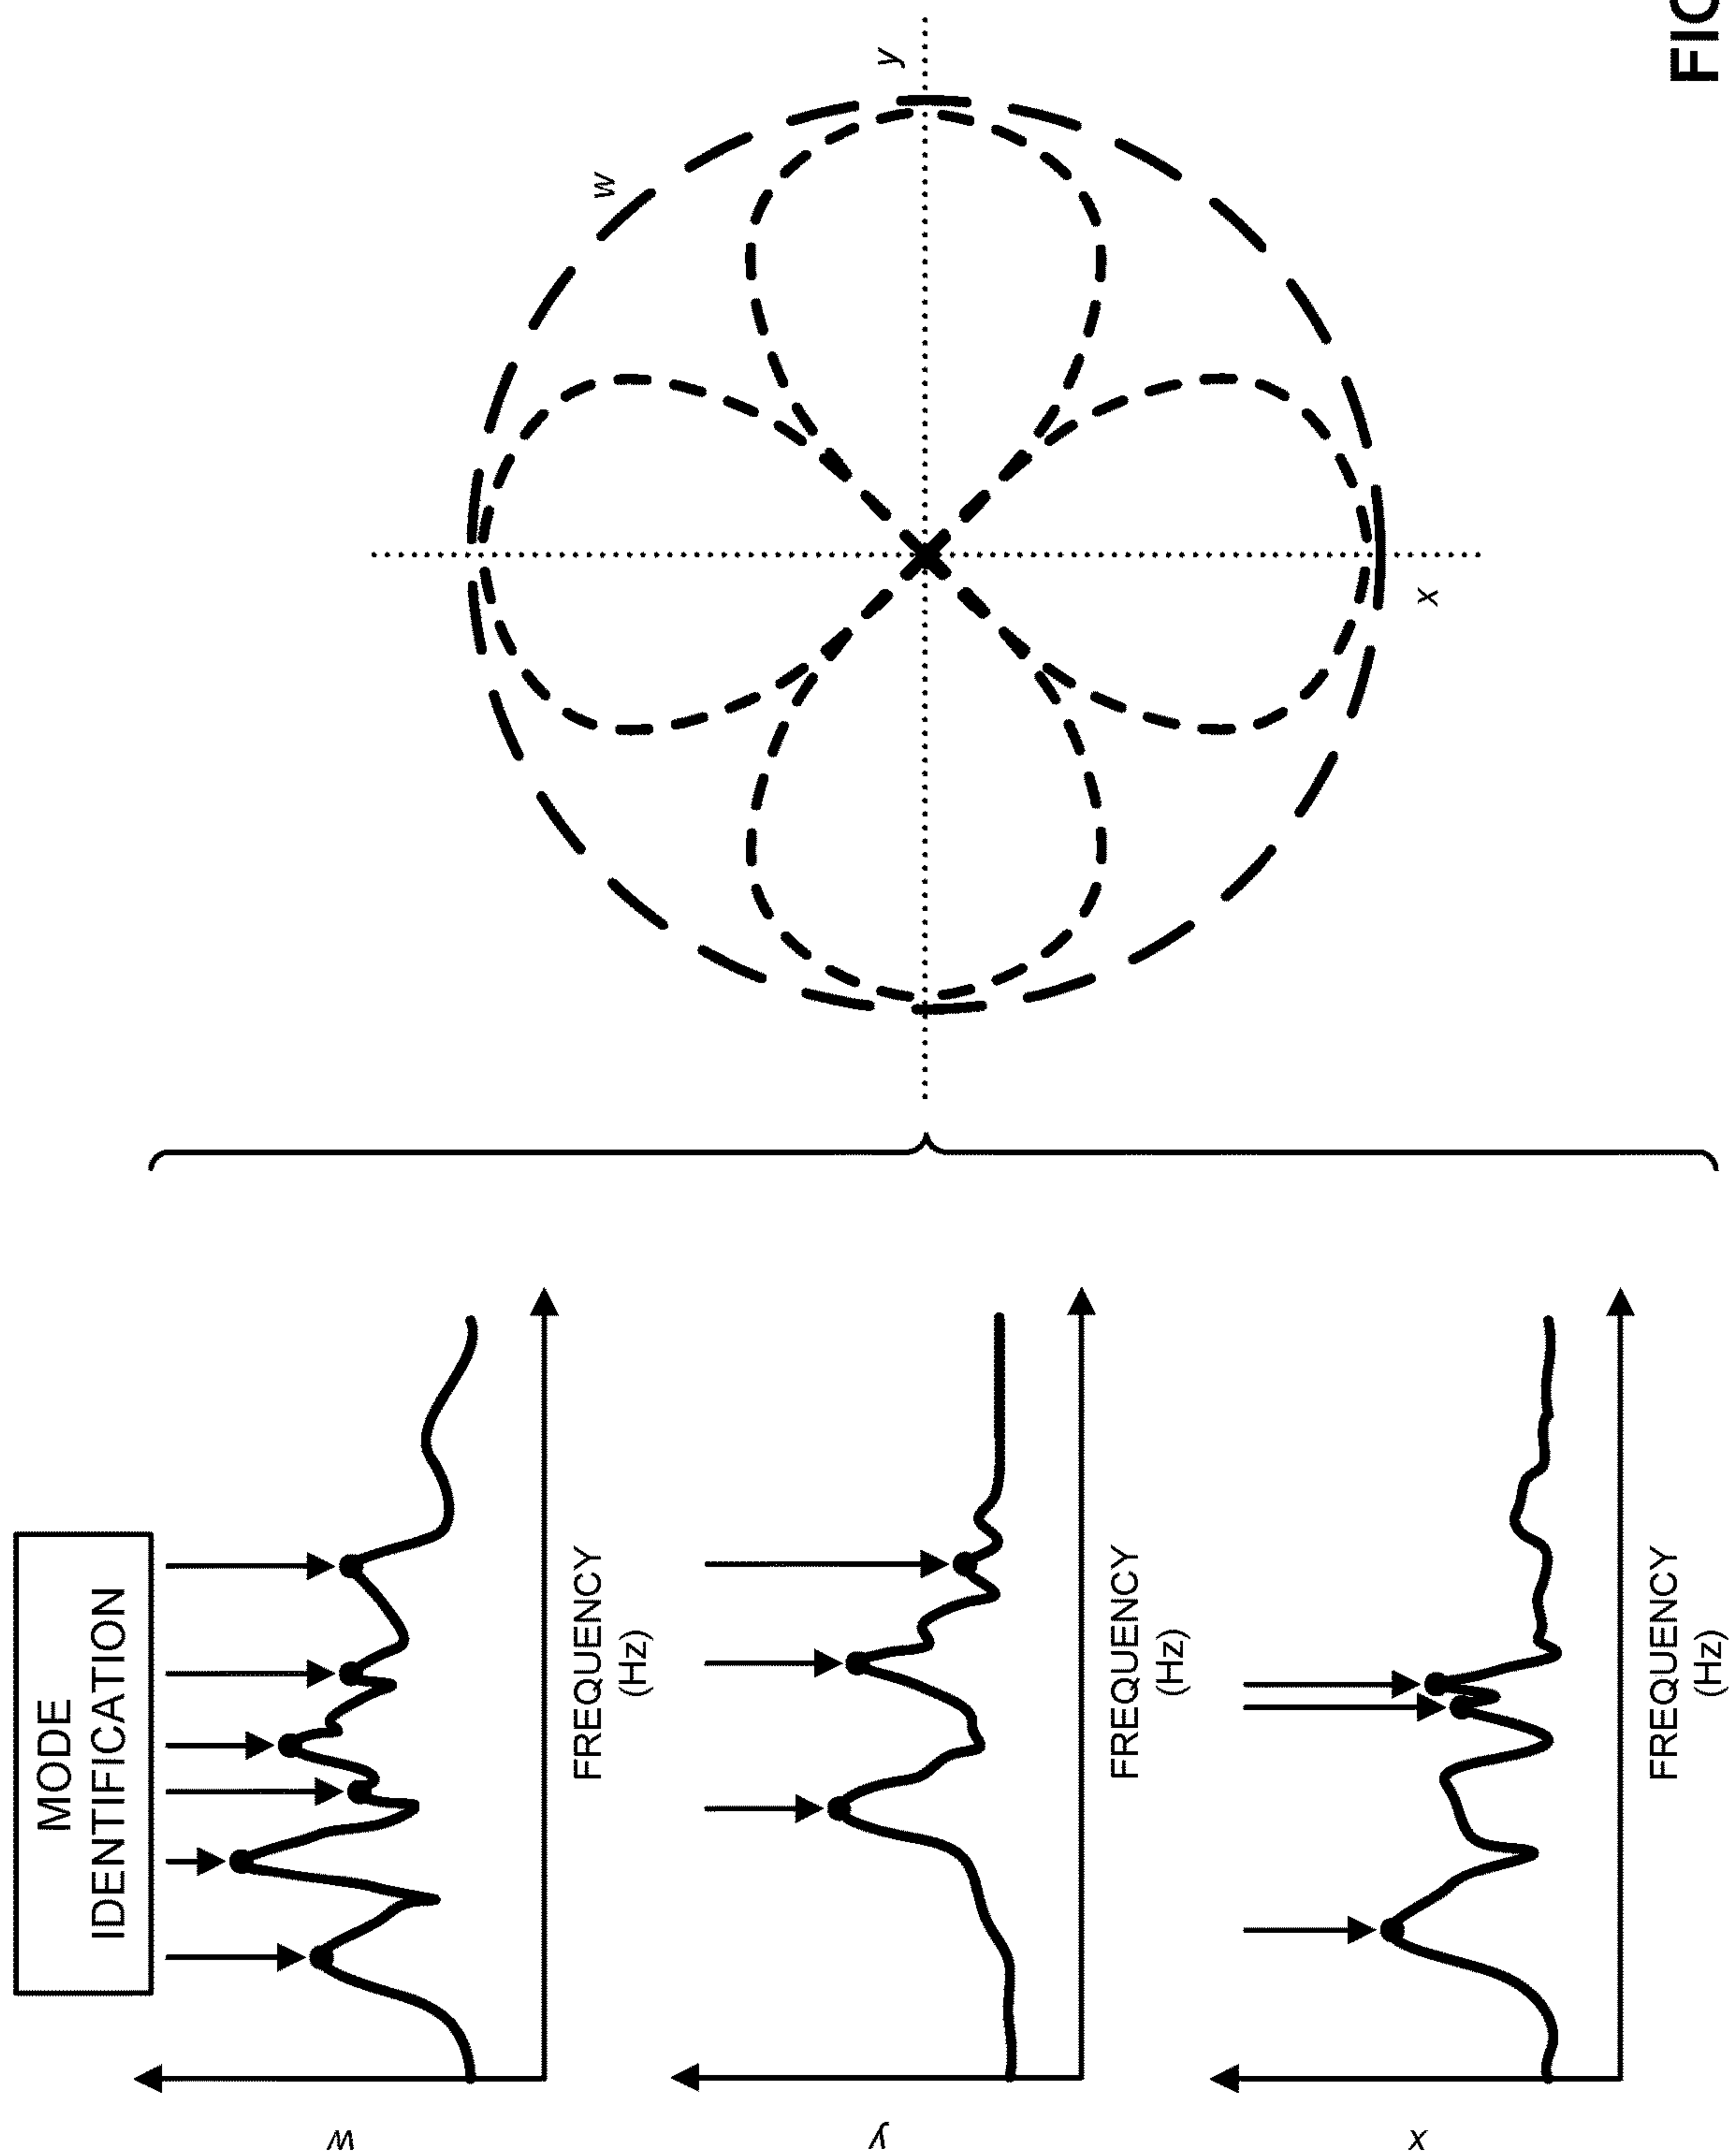 MODE
IDENTIFICATION
w
FREQUENCY
(Hz)
y
FREQUENCY
(Hz)
x
FREQUENCY
(Hz)
w
y
x